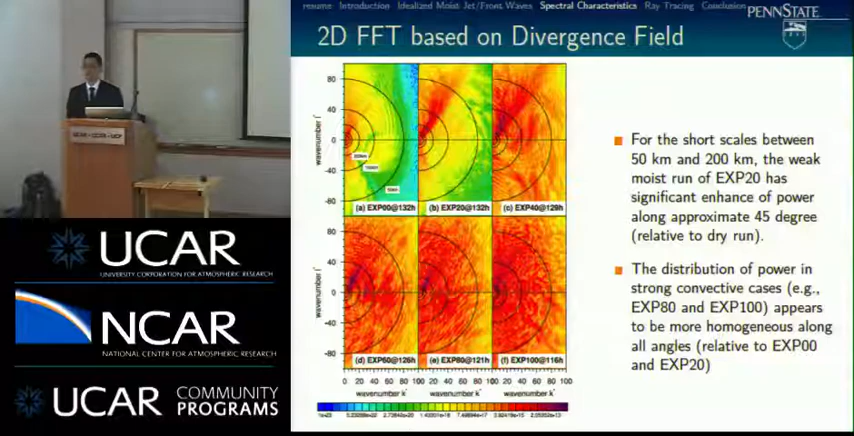 resume Introduction Idealized Moist Jet/Front Waves Spectral Characteristics Ray Tracing Conclusion
PENNSTATE
2D FFT based on Divergence Field
UCAR
UNIVERSITY CORPORATION FOR ATMOSPHERIC RESEARCH
NCAR
NATIONAL CENTER FOR ATMOSPHERIC RESEARCH
UCAR COMMUNITY
PROGRAMS
80
40
0
-40
-80
wavenumber l'
(a) EXP00@132h
(b) EXP20@132h
(c) EXP40@129h
80
40
0
-40
-80
wavenumber l'
(d) EXP60@126h
(e) EXP80@121h
(f) EXP100@116h
0 20 40 60 80 100
20 40 60 80 100
20 40 60 80 100
wavenumber k'
wavenumber k'
wavenumber k'
For the short scales between
50 km and 200 km, the weak
moist run of EXP20 has
significant enhance of power
along approximate 45 degree
(relative to dry run).
The distribution of power in
strong convective cases (e.g.,
EXP80 and EXP100) appears
to be more homogeneous along
all angles (relative to EXP00
and EXP20)